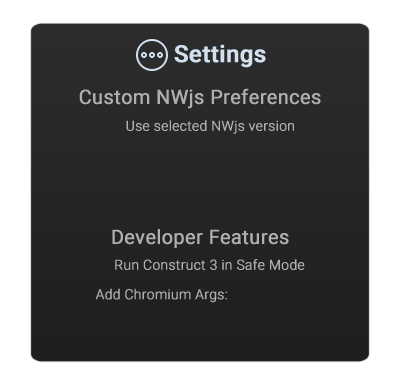 Settings
Custom NWjs Preferences
Use selected NWjs version
Developer Features
Run Construct 3 in Safe Mode
Add Chromium Args: